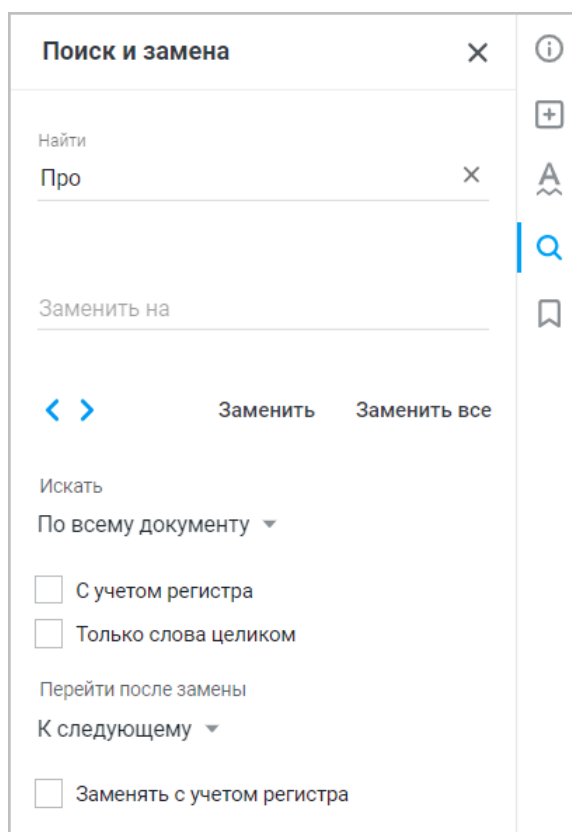 Поиск и замена
Найти
Про
Заменить на
Заменить Заменить все
Искать
По всему документу
С учетом регистра
Только слова целиком
Перейти после замены
К следующему
Заменять с учетом регистра